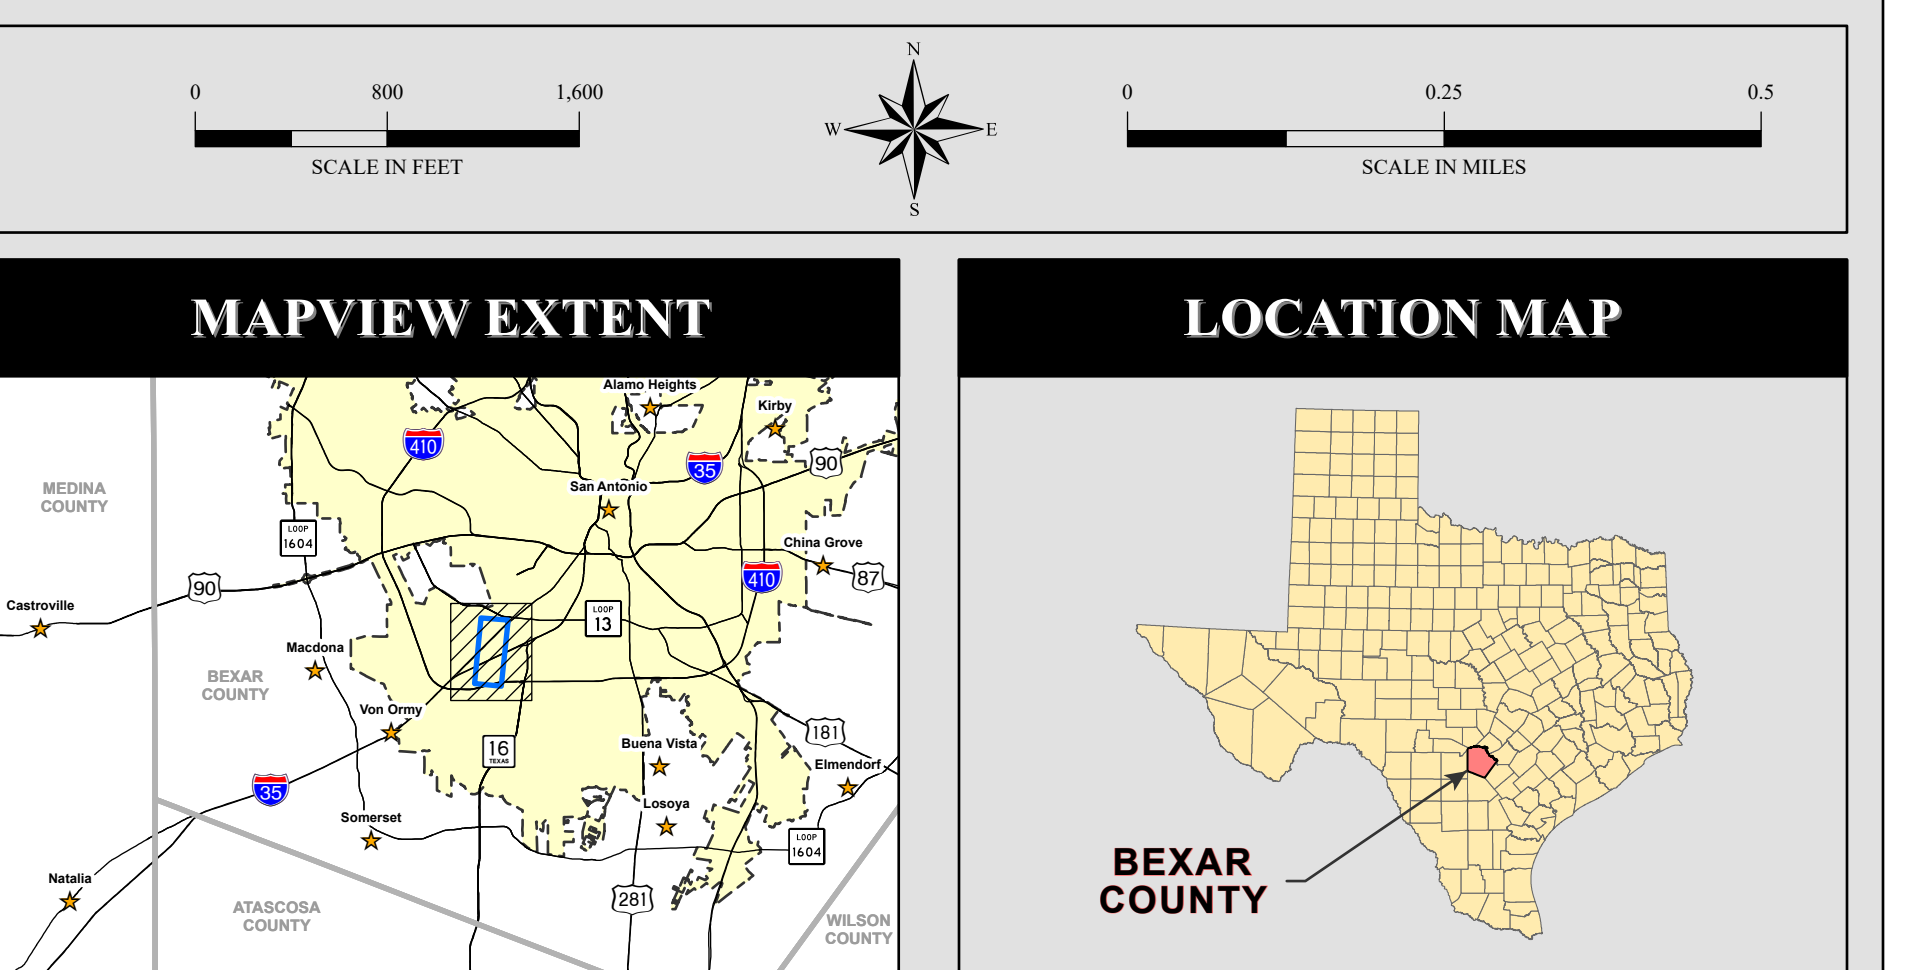 N
0 800 1,600
SCALE IN FEET
W E
S
0 0.25 0.5
SCALE IN MILES
MAPVIEW EXTENT
LOCATION MAP
Alamo Heights
Kirby
410
35
90
San Antonio
MEDINA
COUNTY
LOOP
1604
China Grove
410
87
90
Castroville
LOOP
13
Macdona
BEXAR
COUNTY
Von Ormy
16
TEXAS
Buena Vista
181
Elmendorf
35
Losoya
Somerset
LOOP
1604
Natalia
281
ATASCOSA
COUNTY
WILSON
COUNTY
BEXAR
COUNTY